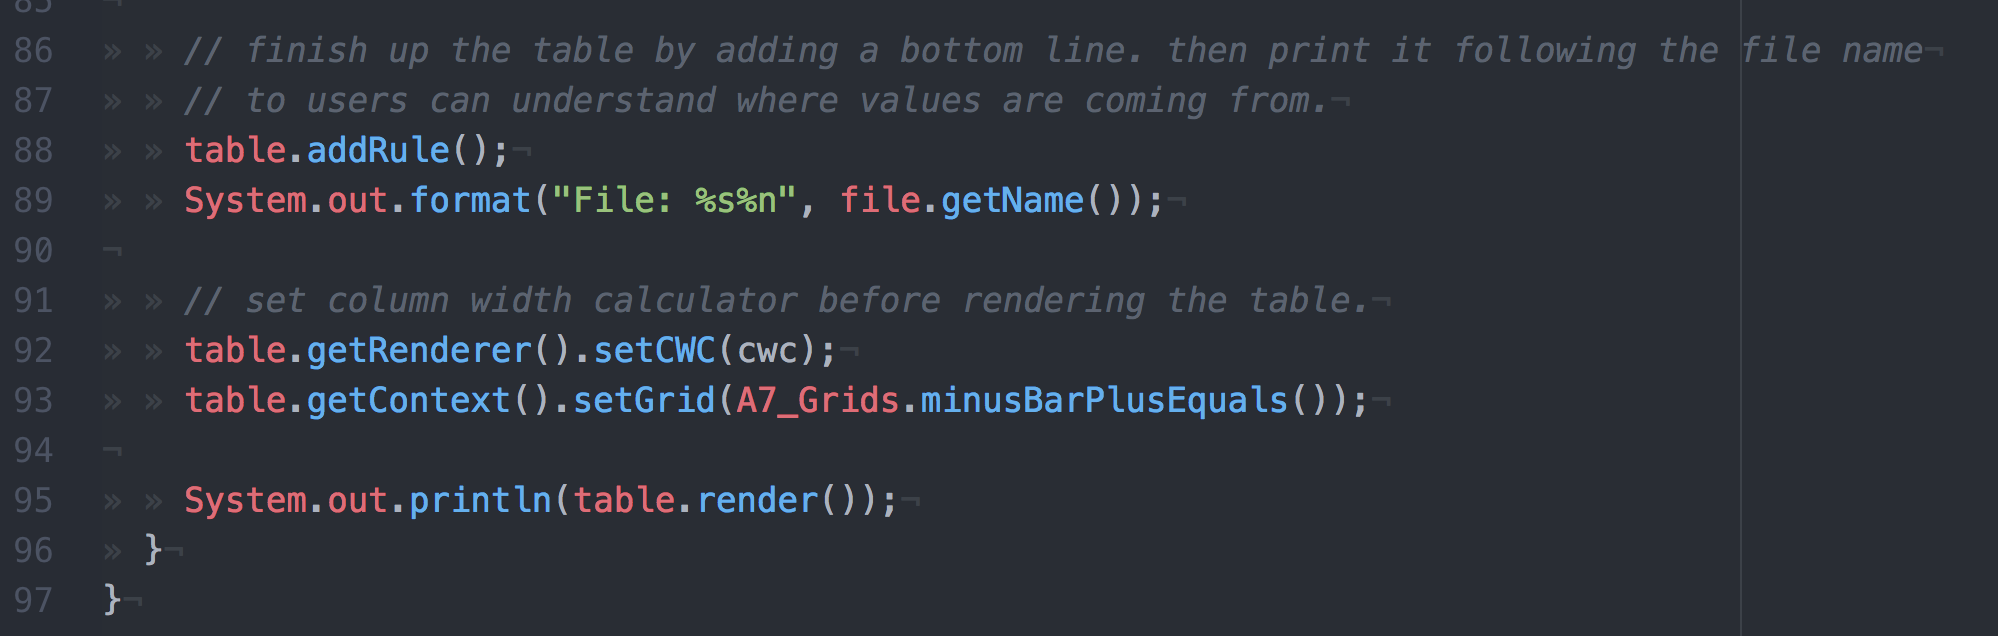 85 ¬
86 » » // finish up the table by adding a bottom line. then print it following the file name¬
87 » » // to users can understand where values are coming from.¬
88 » » table.addRule();¬
89 » » System.out.format("File: %s%n", file.getName());¬
90 ¬
91 » » // set column width calculator before rendering the table.¬
92 » » table.getRenderer().setCWC(cwc);¬
93 » » table.getContext().setGrid(A7_Grids.minusBarPlusEquals());¬
94 ¬
95 » » System.out.println(table.render());¬
96 » }¬
97 }¬